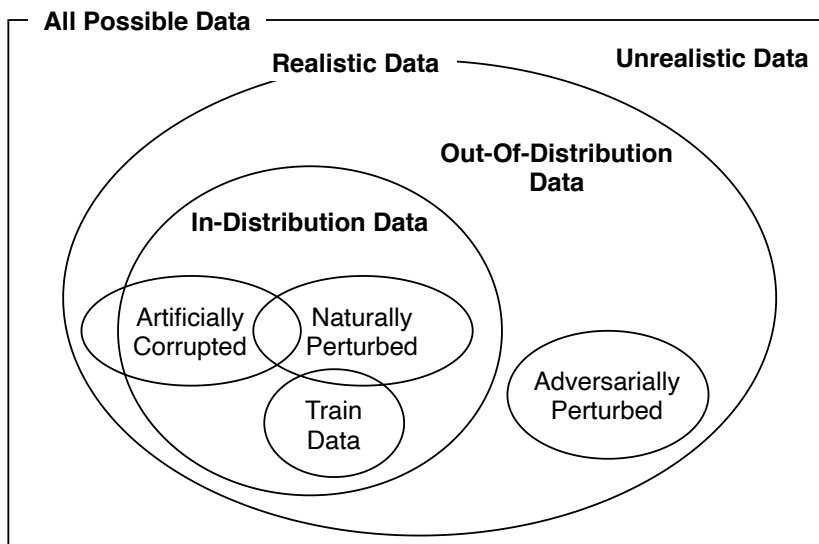 All Possible Data
Realistic Data
Unrealistic Data
Out-Of-Distribution
Data
In-Distribution Data
Artificially
Corrupted
Naturally
Perturbed
Train
Data
Adversarially
Perturbed